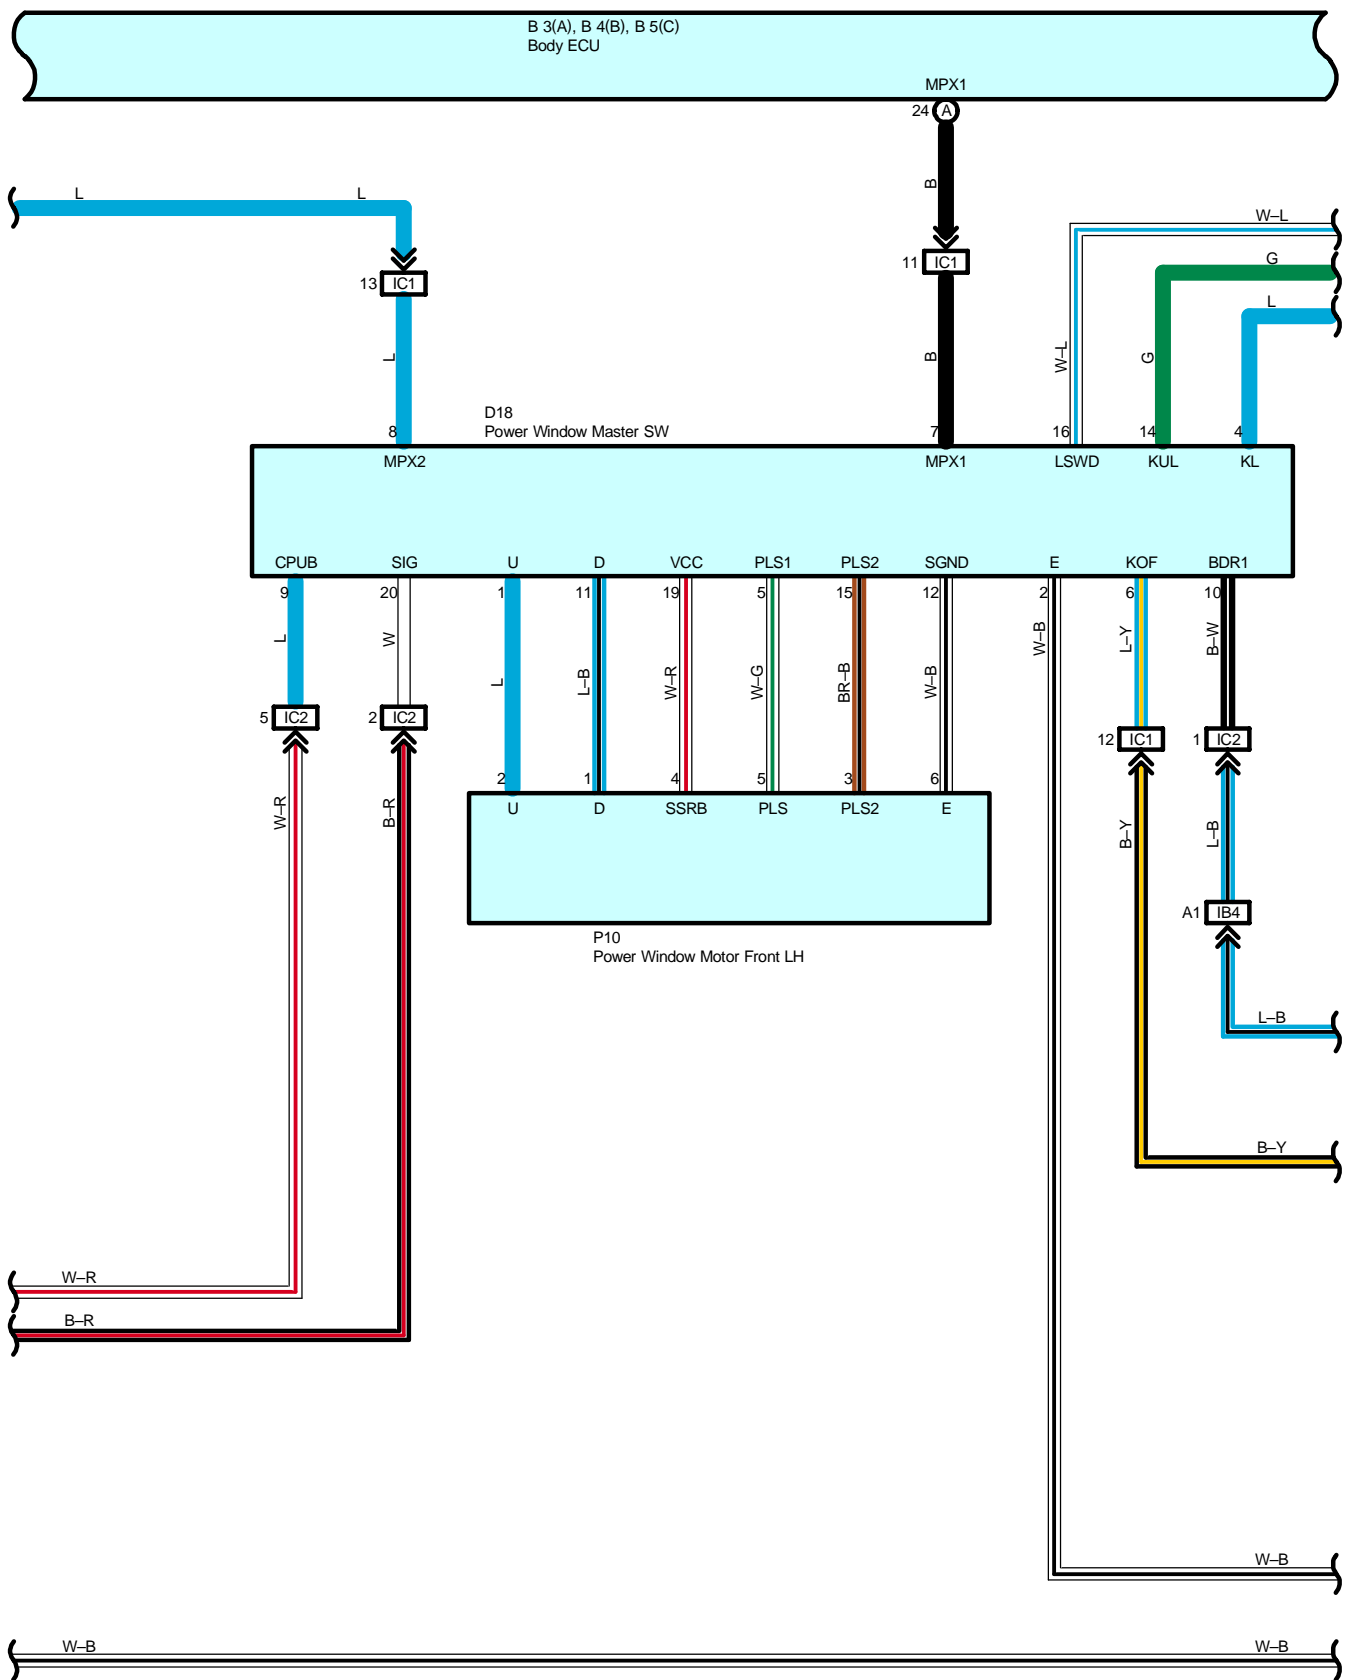 B 3(A), B 4(B), B 5(C)
Body ECU
MPX1
24 A
L L
B
W–L
G
L
11 IC1
13 IC1
L
B
W–L
G
D18
Power Window Master SW
8 7 16 14 4
MPX2 MPX1 LSWD KUL KL
CPUB SIG U D VCC PLS1 PLS2 SGND E KOF BDR1
9 20 1 11 19 5 15 12 2 6 10
L W L L–B W–R W–G BR–B W–B W–B L–Y B–W
5 IC2 2 IC2
12 IC1 1 IC2
2 1 4 5 3 6
U D SSRB PLS PLS2 E
W–R B–R B–Y L–B
A1 IB4
P10
Power Window Motor Front LH
L–B
B–Y
W–R
B–R
W–B
W–B W–B